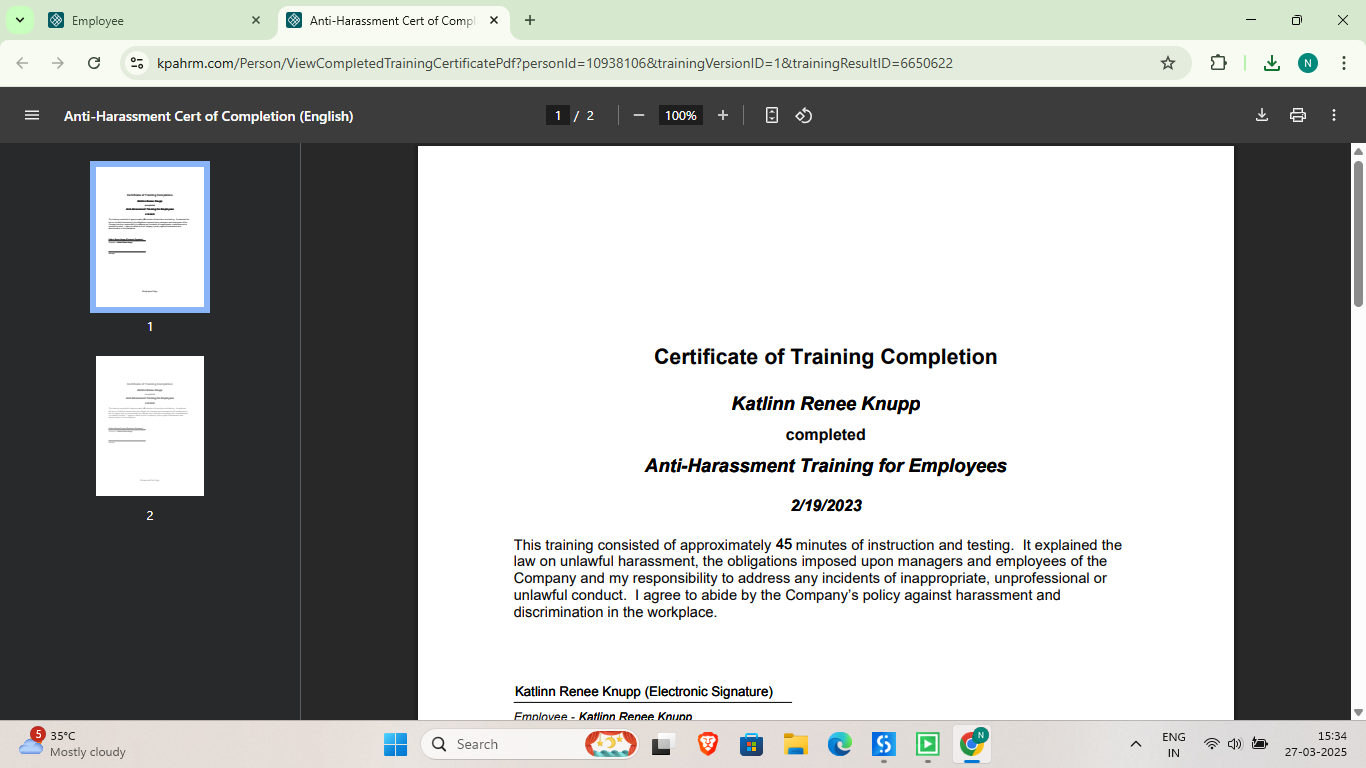 Employee
Anti-Harassment Cert of Compl
kpahrm.com/Person/ViewCompletedTrainingCertificatePdf?personId=10938106&trainingVersionID=1&trainingResultID=6650622
N
Anti-Harassment Cert of Completion (English)
1 / 2
100%
1
2
Certificate of Training Completion
Katlinn Renee Knupp
completed
Anti-Harassment Training for Employees
2/19/2023
This training consisted of approximately 45 minutes of instruction and testing. It explained the
law on unlawful harassment, the obligations imposed upon managers and employees of the
Company and my responsibility to address any incidents of inappropriate, unprofessional or
unlawful conduct. I agree to abide by the Company's policy against harassment and
discrimination in the workplace.
Katlinn Renee Knupp (Electronic Signature)
Employee - Katlinn Renee Knupp
5
35°C
Mostly cloudy
Search
N
ENG
IN
15:34
27-03-2025